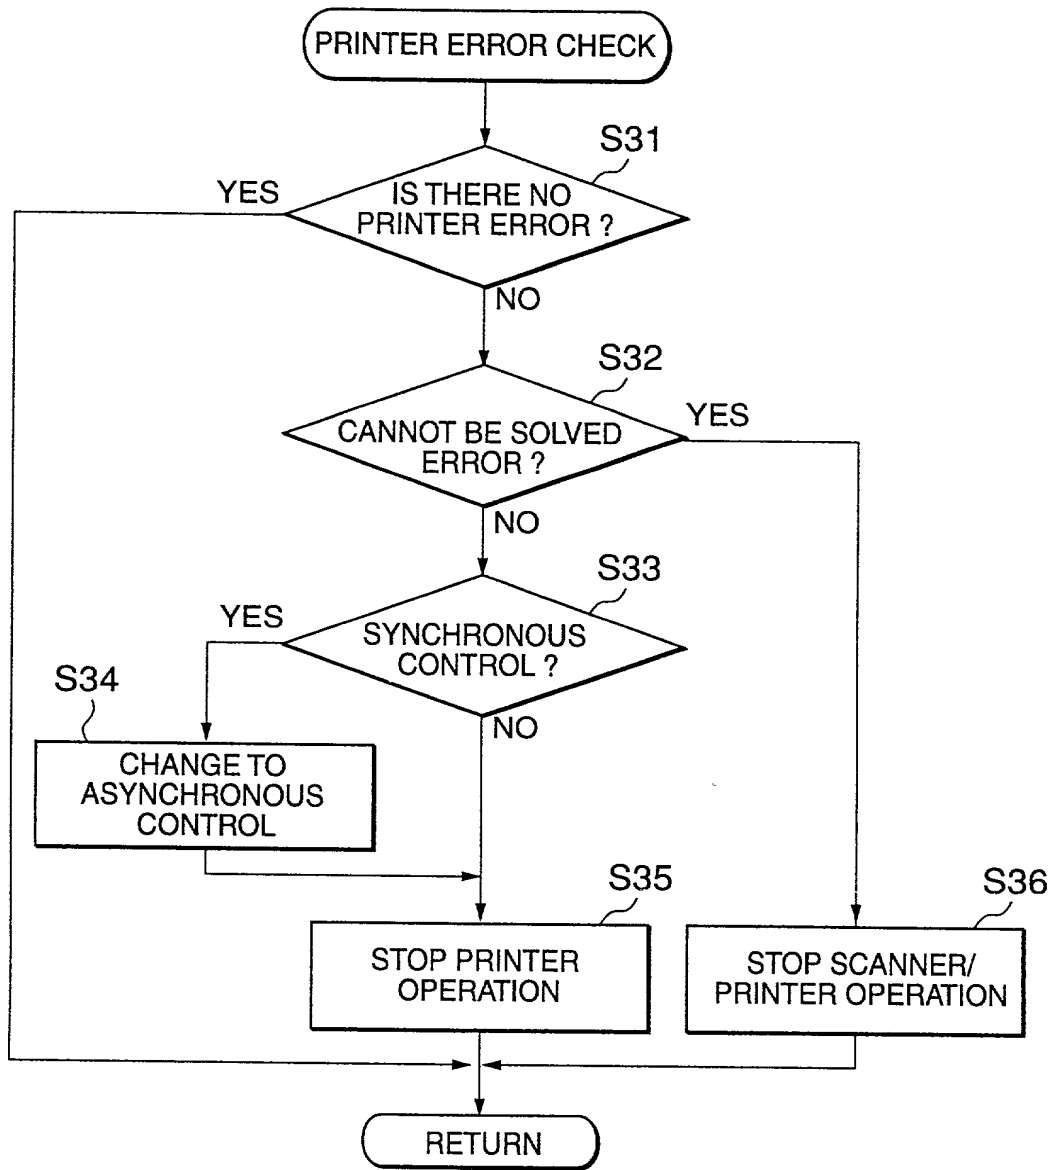 PRINTER ERROR CHECK
S31
YES
IS THERE NO
PRINTER ERROR ?
NO
S32
YES
CANNOT BE SOLVED
ERROR ?
NO
S33
YES
SYNCHRONOUS
CONTROL ?
NO
S34
CHANGE TO
ASYNCHRONOUS
CONTROL
S35
STOP PRINTER
OPERATION
S36
STOP SCANNER/
PRINTER OPERATION
RETURN